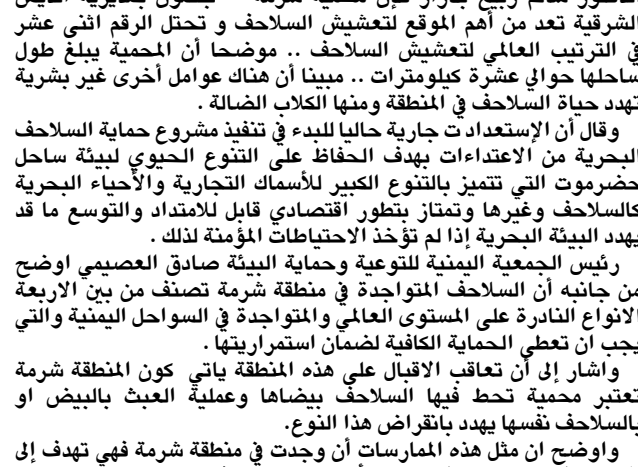 الشرقية تعد من أهم الموقع لتعشيش السلاحف و تحتل الرقم اثنى عشر
في الترتيب العالمي لتعشيش السلاحف .. موضحا أن المحمية يبلغ طول
ساحلها حوالي عشرة كيلومترات .. مبينا أن هناك عوامل أخرى غير بشرية
تهدد حياة السلاحف في المنطقة ومنها الكلاب الضالة .
وقال أن الإستعداد ت جارية حاليا للبدء في تنفيذ مشروع حماية السلاحف
البحرية من الاعتداءات بهدف الحفاظ على التنوع الحيوي لبيئة ساحل
حضرموت التي تتميز بالتنوع الكبير للأسماك التجارية والأحياء البحرية
كالسلاحف وغيرها وتمتاز بتطور اقتصادي قابل للامتداد والتوسع ما قد
يهدد البيئة البحرية إذا لم تؤخذ الاحتياطات المؤمنة لذلك .
رئيس الجمعية اليمنية للتوعية وحماية البيئة صادق العصيمي اوضح
من جانبه أن السلاحف المتواجدة في منطقة شرمة تصنف من بين الاربعة
الانواع النادرة على المستوى العالمي والمتواجدة في السواحل اليمنية والتي
يجب ان تعطى الحماية الكافية لضمان استمراريتها .
واشار إلى أن تعاقب الاقبال على هذه المنطقة ياتي كون المنطقة شرمة
تعتبر محمية تحط فيها السلاحف بيضاها وعملية العبث بالبيض او
بالسلاحف نفسها يهدد بانقراض هذا النوع.
واوضح ان مثل هذه الممارسات أن وجدت في منطقة شرمة فهي تهدف إلى